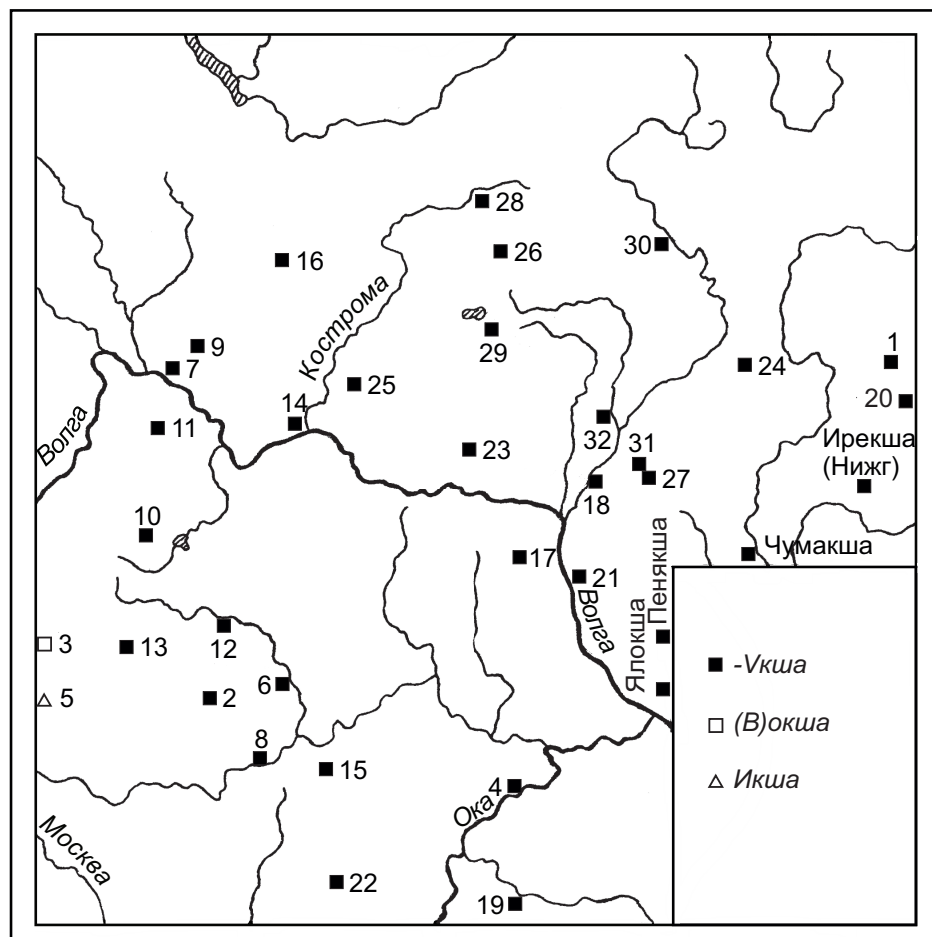 28
30
26
16
Кострома
29
9
1
7
24
25
20
14
32
Волга
11
23
31
Ирекша
(Нижг)
27
18
10
17
Чумакша
21
Волга
Ялокша
Пенякша
12
3
13
-Vкша
6
5
2
(В)окша
8
15
Икша
4
Ока
Москва
22
19